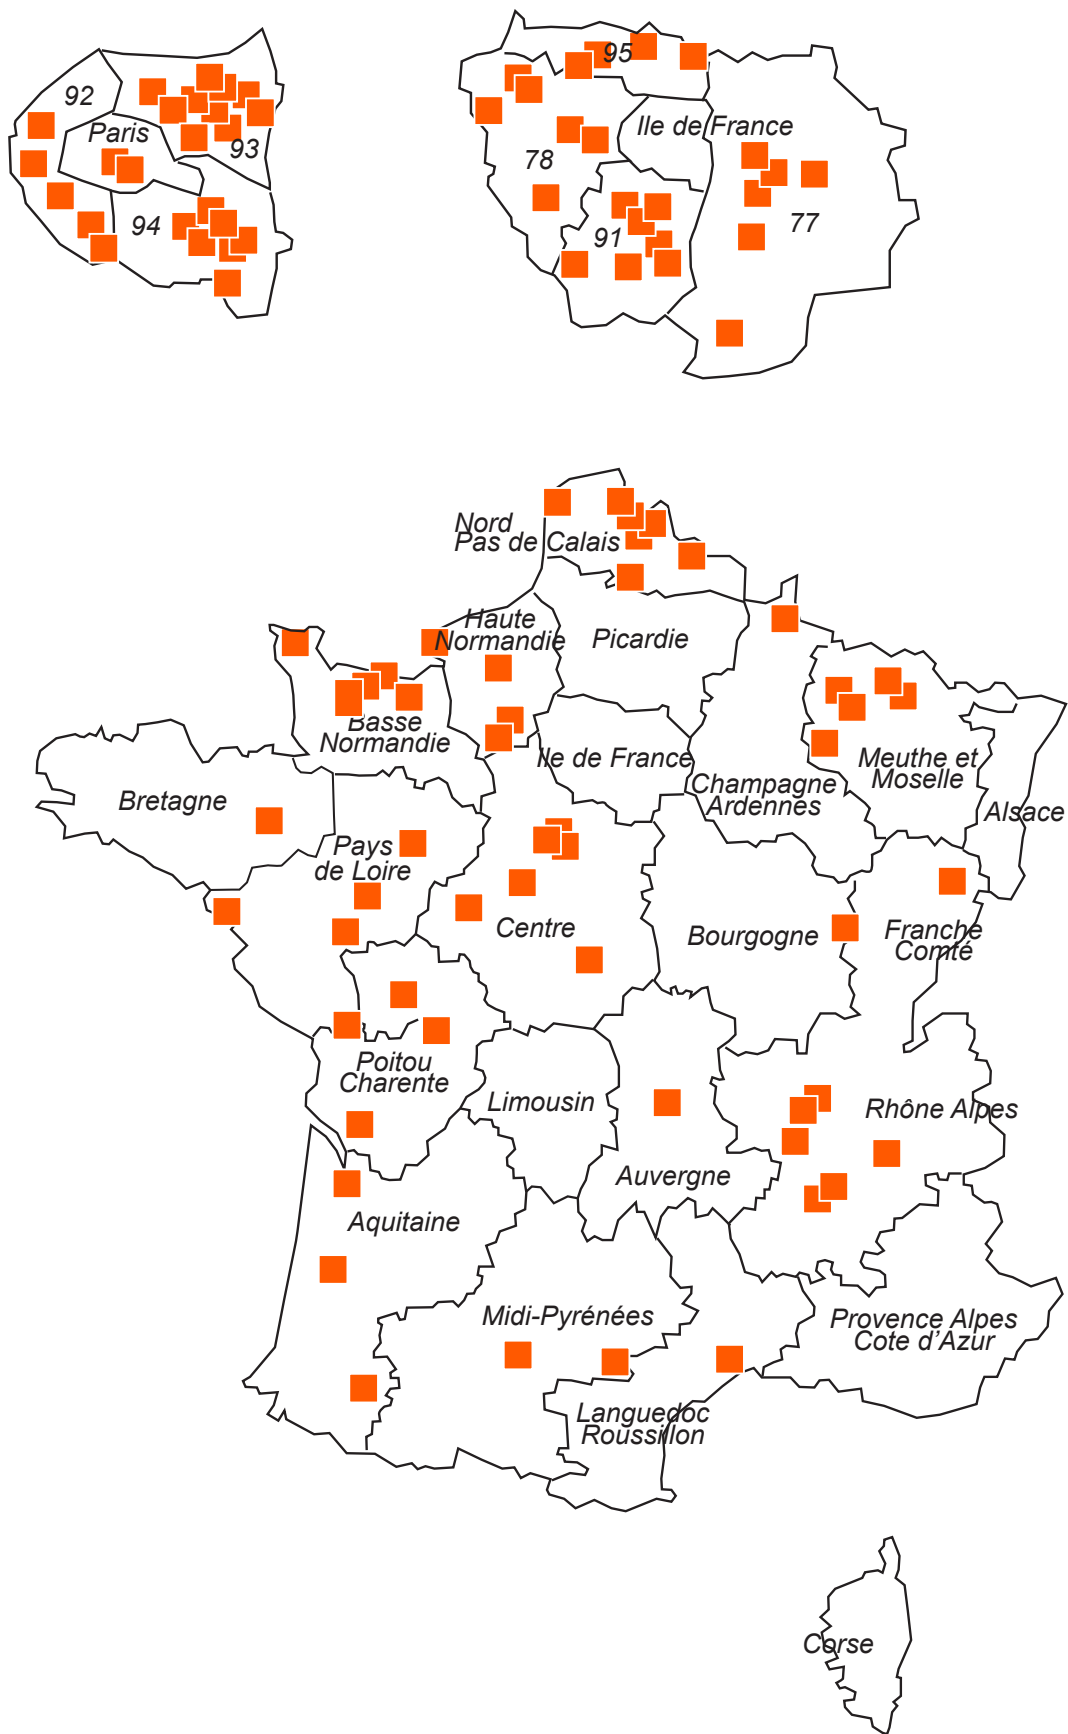 92
Paris
93
94
95
Ile de France
78
77
91
Nord
Pas de Calais
Haute
Normandie
Picardie
Basse
Normandie
Ile de France
Champagne
Ardennes
Meuthe et
Moselle
Alsace
Bretagne
Pays
de Loire
Centre
Bourgogne
Franche
Comté
Poitou
Charente
Limousin
Rhône Alpes
Auvergne
Aquitaine
Midi-Pyrénées
Provence Alpes
Cote d'Azur
Languedoc
Roussillon
Corse